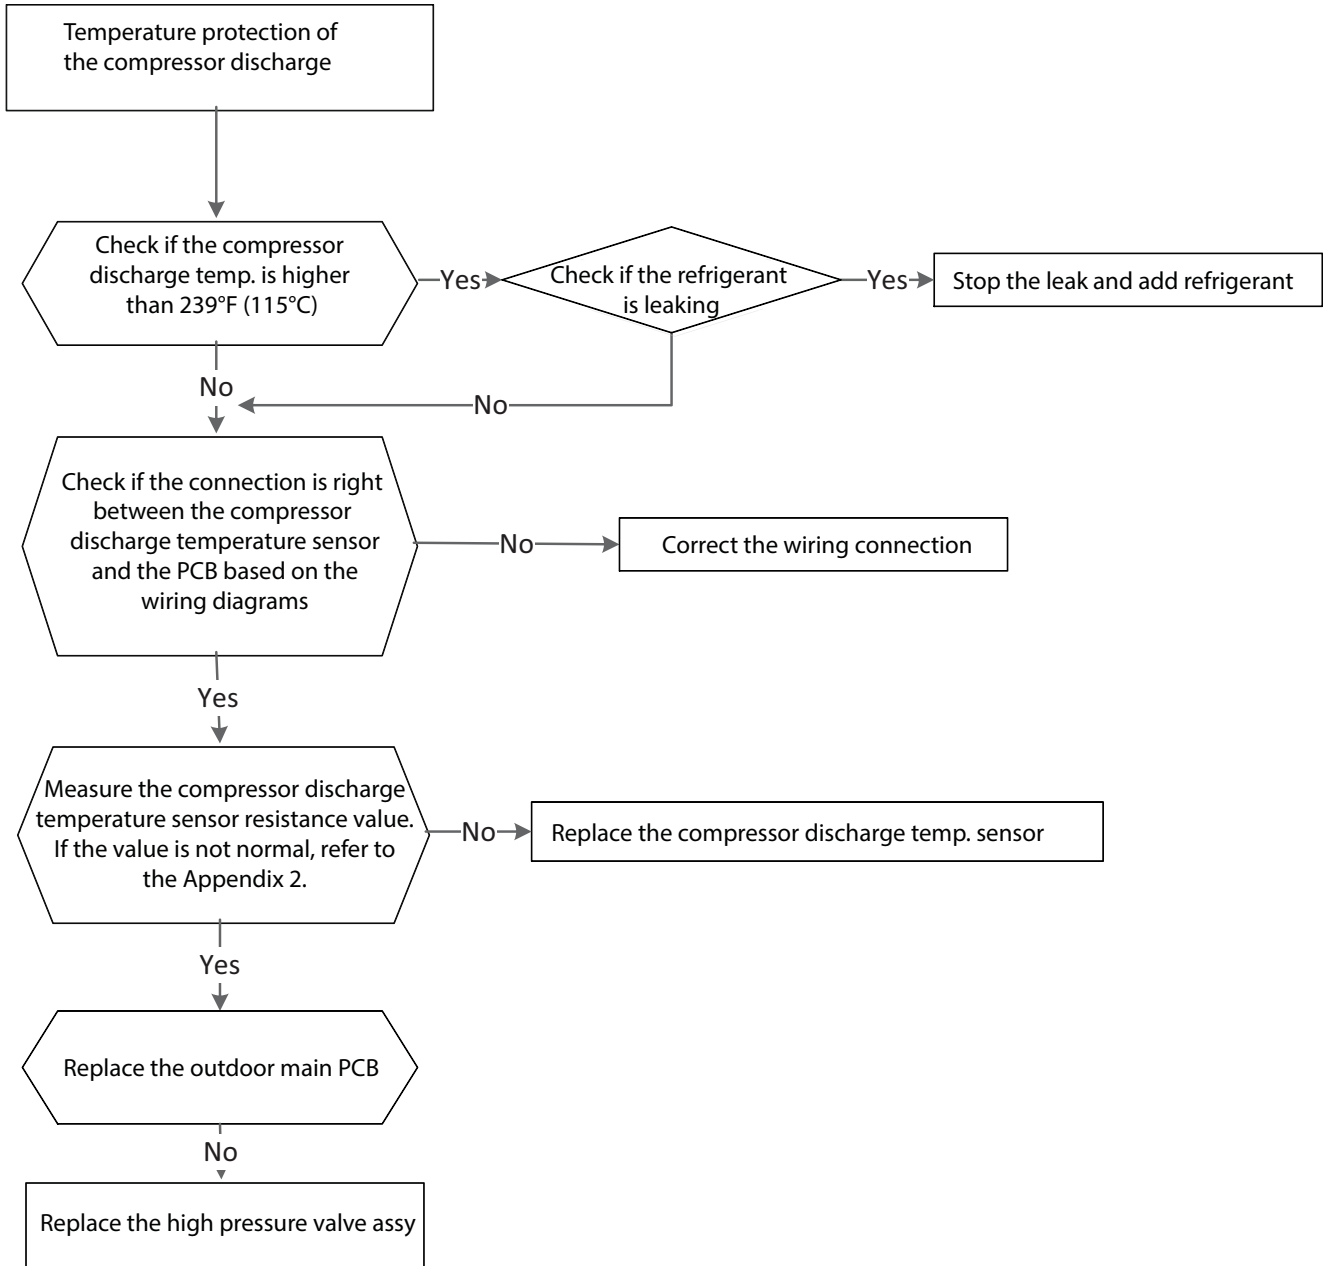 Temperature protection of
the compressor discharge
Check if the compressor
discharge temp. is higher
than 239°F (115°C)
Yes
Check if the refrigerant
is leaking
Yes
Stop the leak and add refrigerant
No
No
Check if the connection is right
between the compressor
discharge temperature sensor
and the PCB based on the
wiring diagrams
No
Correct the wiring connection
Yes
Measure the compressor discharge
temperature sensor resistance value.
If the value is not normal, refer to
the Appendix 2.
No
Replace the compressor discharge temp. sensor
Yes
Replace the outdoor main PCB
No
Replace the high pressure valve assy